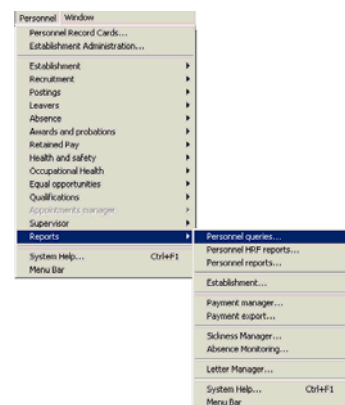 Personnel Window
Personnel Record Cards...
Establishment Administration...
Establishment
Recruitment
Postings
Leavers
Absence
Awards and probations
Retained Pay
Health and safety
Occupational Health
Equal opportunities
Qualifications
Appointments manager
Supervisor
Reports
System Help... Ctrl+F1
Menu Bar
Personnel queries...
Personnel HRF reports...
Personnel reports...
Establishment...
Payment manager...
Payment export...
Sickness Manager...
Absence Monitoring...
Letter Manager...
System Help... Ctrl+F1
Menu Bar